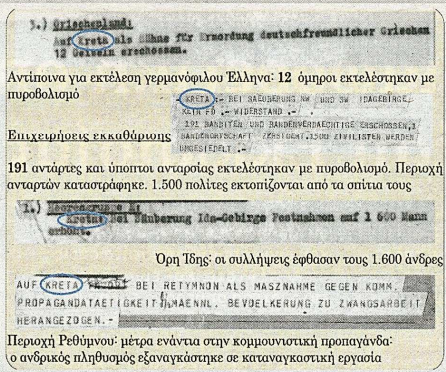 3.) Griechenland:
Auf Kreta als Sühne für Ermordung deutschfreundlicher Griechen
12 Geiseln erschossen.
Αντίποινα για εκτέλεση γερμανόφιλου Έλληνα: 12 όμηροι εκτελέστηκαν με
πυροβολισμό
- KRETA .- BEI SAEUBERUNG NW UND SW IDAGEBIRGE,
KEIN FD .- WIDERSTAND .-
191 BANDITEN UND BANDENVERDAECHTIGE ERSCHOSSEN,
BANDENORTSCHAFT ZERSTOERT. 1500 ZIVILISTEN WERDEN
UMGESIEDELT .-
Επιχειρήσεις εκκαθάρισης
191 αντάρτες και ύποπτοι ανταρσίας εκτελέστηκαν με πυροβολισμό. Περιοχή
ανταρτών καταστράφηκε. 1.500 πολίτες εκτοπίζονται από τα σπίτια τους
1.) Heeresgruppe E:
Kreta: Bei Säuberung Ida-Gebirge Festnahmen auf 1 600 Mann
erhöht.
Όρη Ίδης: οι συλλήψεις έφθασαν τους 1.600 άνδρες
AUF KRETA BEI RETYMNON ALS MASZNAHME GEGEN KOMM.
PROPAGANDATAETIGKEIT MAENNL. BEVOELKERUNG ZU ZWANGSARBEIT
HERANGEZOGEN.-
Περιοχή Ρεθύμνου: μέτρα ενάντια στην κομμουνιστική προπαγάνδα:
ο ανδρικός πληθυσμός εξαναγκάστηκε σε καταναγκαστική εργασία